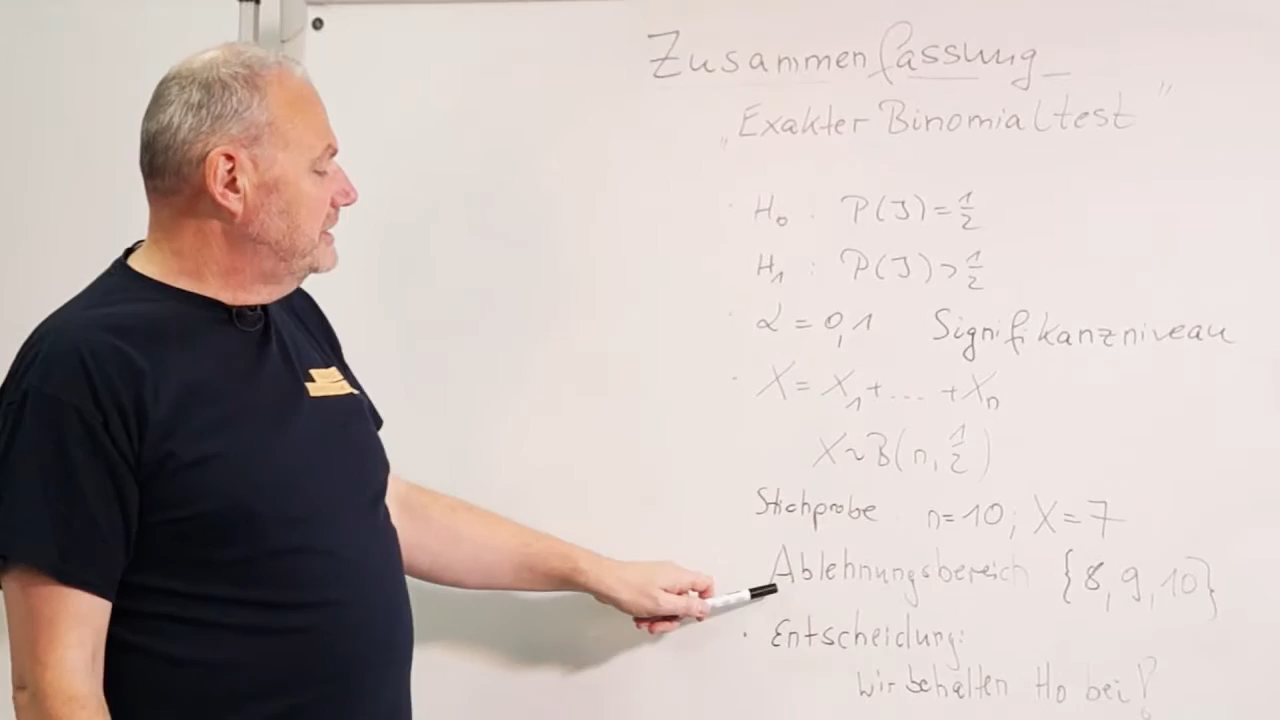 Zusammenfassung
„Exakter Binomialtest"
· H₀ : P(J) = 1/2
H₁ : P(J) > 1/2
· α = 0,1 Signifikanzniveau
· X = X₁ + ... + Xₙ
X ~ B(n, 1/2)
Stichprobe n = 10; X = 7
Ablehnungsbereich {8, 9, 10}
· Entscheidung:
Wir behalten H₀ bei!